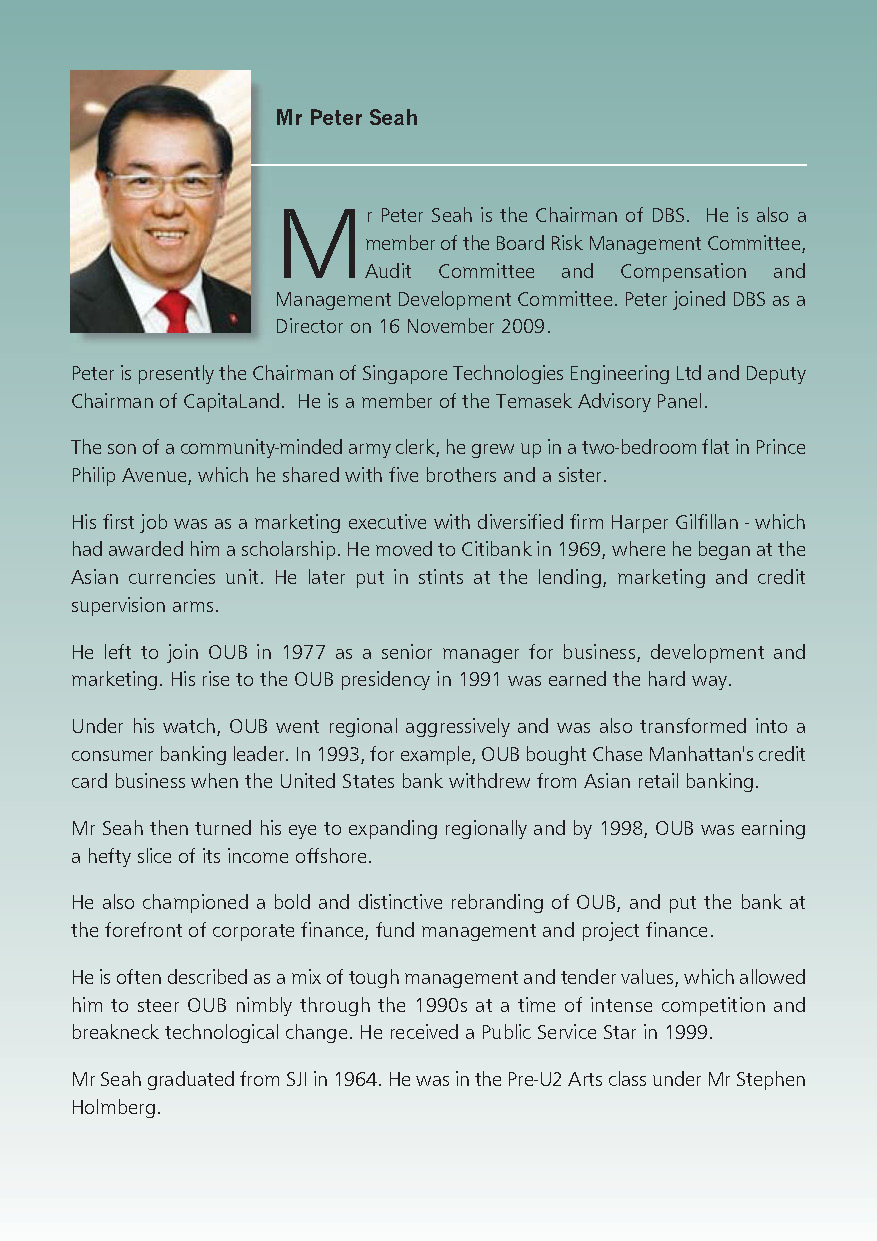 Mr Peter Seah
Mr Peter Seah is the Chairman of DBS.  He is also a
member of the Board Risk Management Committee,
Audit Committee and Compensation and
Management Development Committee. Peter joined DBS as a
Director on 16 November 2009.
Peter is presently the Chairman of Singapore Technologies Engineering Ltd and Deputy
Chairman of CapitaLand.  He is a member of the Temasek Advisory Panel.
The son of a community-minded army clerk, he grew up in a two-bedroom flat in Prince
Philip Avenue, which he shared with five brothers and a sister.
His first job was as a marketing executive with diversified firm Harper Gilfillan - which
had awarded him a scholarship. He moved to Citibank in 1969, where he began at the
Asian currencies unit. He later put in stints at the lending, marketing and credit
supervision arms.
He left to join OUB in 1977 as a senior manager for business, development and
marketing. His rise to the OUB presidency in 1991 was earned the hard way.
Under his watch, OUB went regional aggressively and was also transformed into a
consumer banking leader. In 1993, for example, OUB bought Chase Manhattan's credit
card business when the United States bank withdrew from Asian retail banking.
Mr Seah then turned his eye to expanding regionally and by 1998, OUB was earning
a hefty slice of its income offshore.
He also championed a bold and distinctive rebranding of OUB, and put the bank at
the forefront of corporate finance, fund management and project finance.
He is often described as a mix of tough management and tender values, which allowed
him to steer OUB nimbly through the 1990s at a time of intense competition and
breakneck technological change. He received a Public Service Star in 1999.
Mr Seah graduated from SJI in 1964. He was in the Pre-U2 Arts class under Mr Stephen
Holmberg.